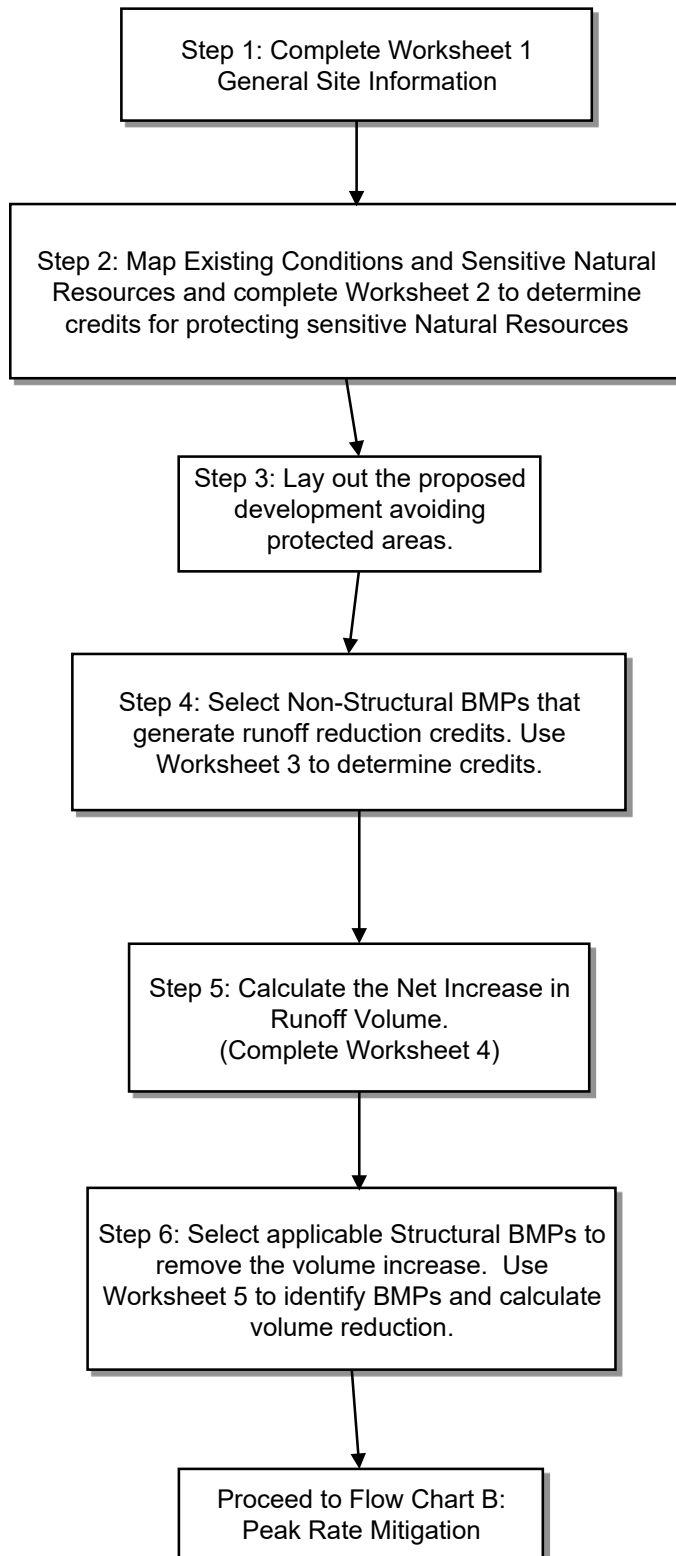 Step 1: Complete Worksheet 1
General Site Information
Step 2: Map Existing Conditions and Sensitive Natural
Resources and complete Worksheet 2 to determine
credits for protecting sensitive Natural Resources
Step 3: Lay out the proposed
development avoiding
protected areas.
Step 4: Select Non-Structural BMPs that
generate runoff reduction credits. Use
Worksheet 3 to determine credits.
Step 5: Calculate the Net Increase in
Runoff Volume.
(Complete Worksheet 4)
Step 6: Select applicable Structural BMPs to
remove the volume increase.  Use
Worksheet 5 to identify BMPs and calculate
volume reduction.
Proceed to Flow Chart B:
Peak Rate Mitigation